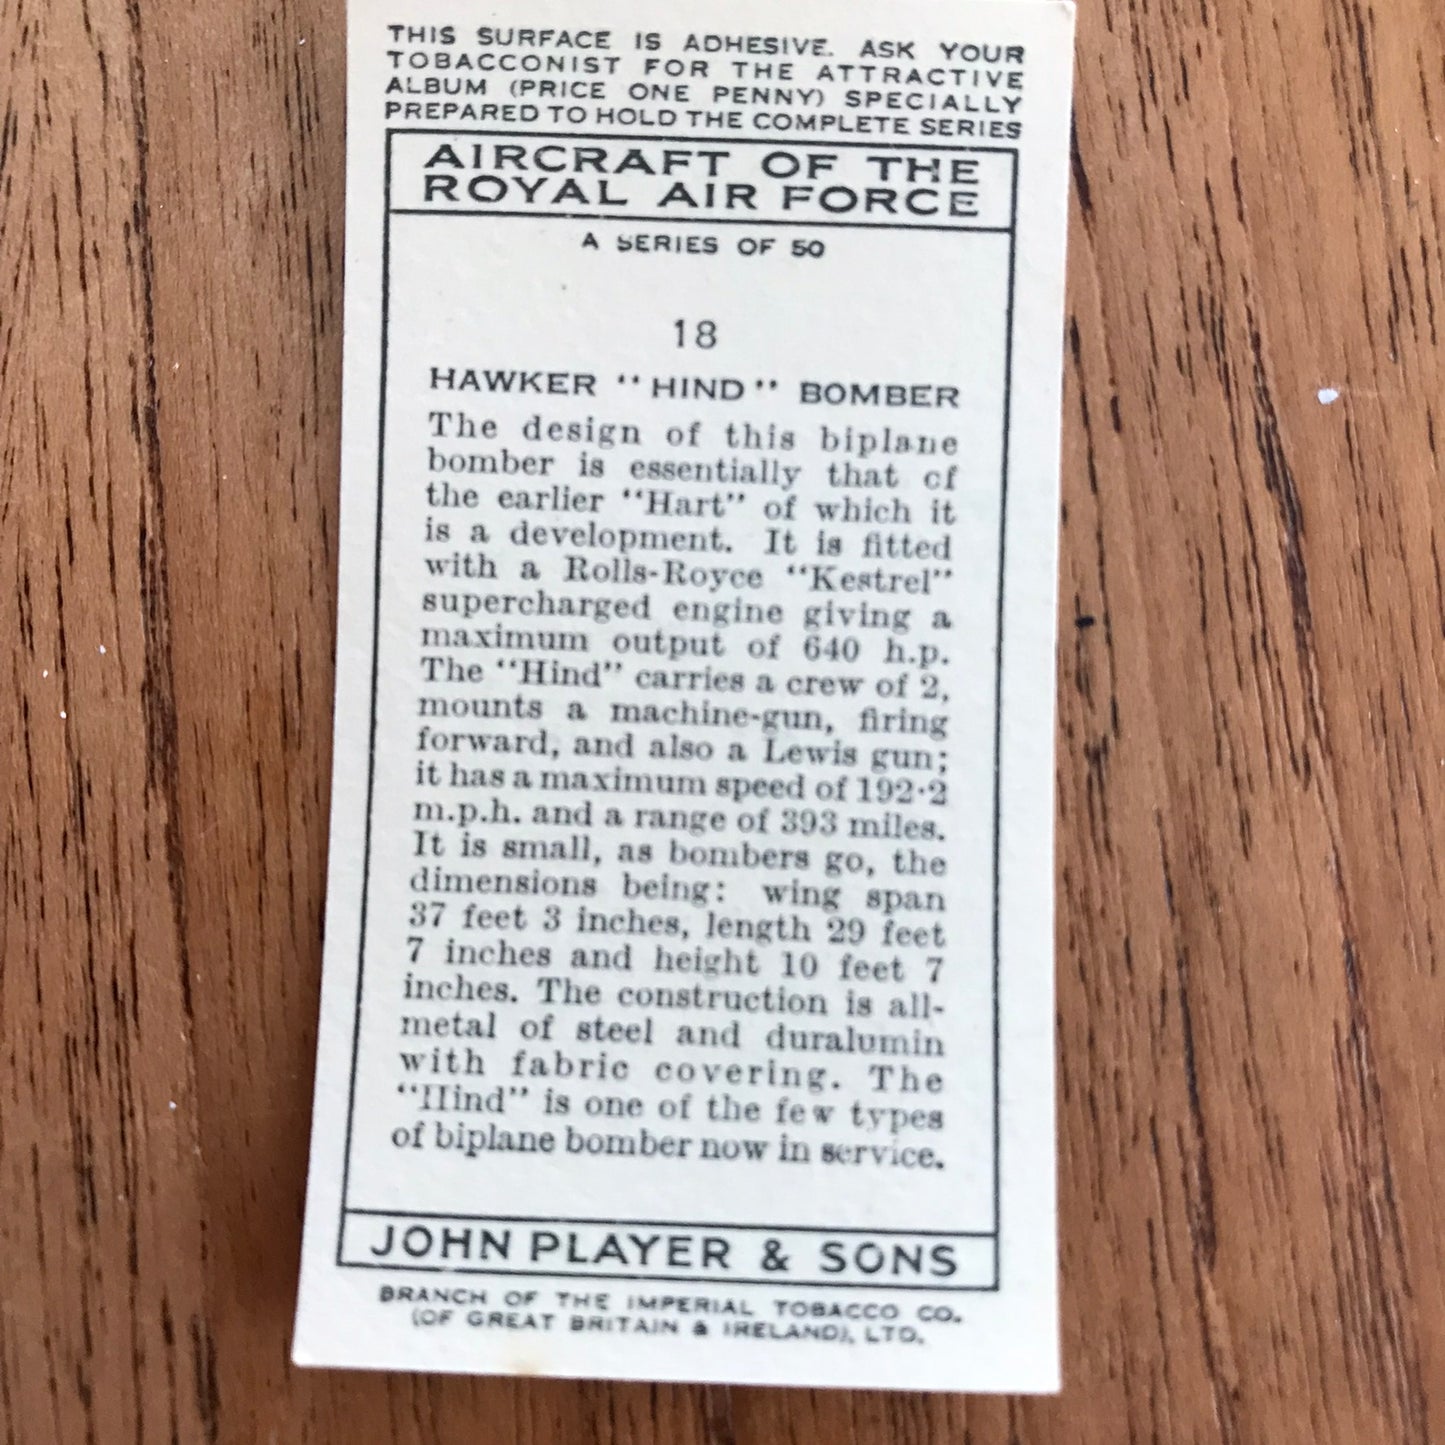 THIS SURFACE IS ADHESIVE. ASK YOUR
TOBACCONIST FOR THE ATTRACTIVE
ALBUM (PRICE ONE PENNY) SPECIALLY
PREPARED TO HOLD THE COMPLETE SERIES
AIRCRAFT OF THE
ROYAL AIR FORCE
A SERIES OF 50
18
HAWKER "HIND" BOMBER
The design of this biplane
bomber is essentially that of
the earlier "Hart" of which it
is a development. It is fitted
with a Rolls-Royce "Kestrel"
supercharged engine giving a
maximum output of 640 h.p.
The "Hind" carries a crew of 2,
mounts a machine-gun, firing
forward, and also a Lewis gun;
it has a maximum speed of 192·2
m.p.h. and a range of 393 miles.
It is small, as bombers go, the
dimensions being: wing span
37 feet 3 inches, length 29 feet
7 inches and height 10 feet 7
inches. The construction is all-
metal of steel and duralumin
with fabric covering. The
"Hind" is one of the few types
of biplane bomber now in service.
JOHN PLAYER & SONS
BRANCH OF THE IMPERIAL TOBACCO CO.
(OF GREAT BRITAIN & IRELAND), LTD.